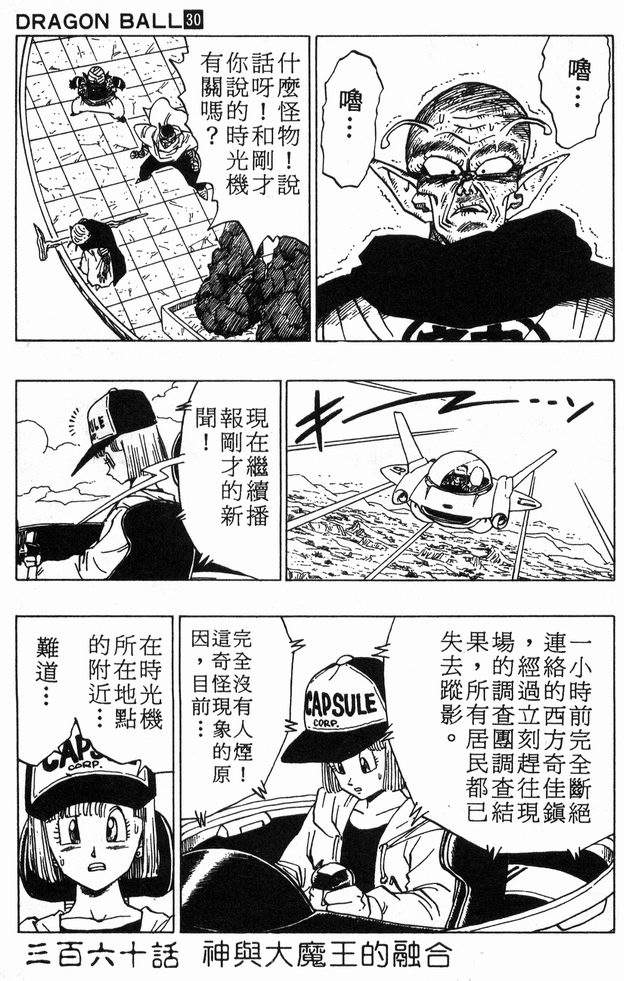 DRAGON BALL 30
嚕…
嚕…
什麼怪物！說
話呀！和剛才
你說的時光機
有關嗎？
現在繼續播
報剛才的新
聞！
CAPSULE
一小時前完全斷絕
連絡的西方奇佳鎮
，經過立刻趕往現
場的調查團調查結
果，所有居民都已
失去蹤影。
完全沒有人煙！
這奇怪現象的原
因，目前…
CAPSULE
CORP.
在時光機
所在地點
的附近…
難道…
CAPS
CORP.
三百六十話 神與大魔王的融合